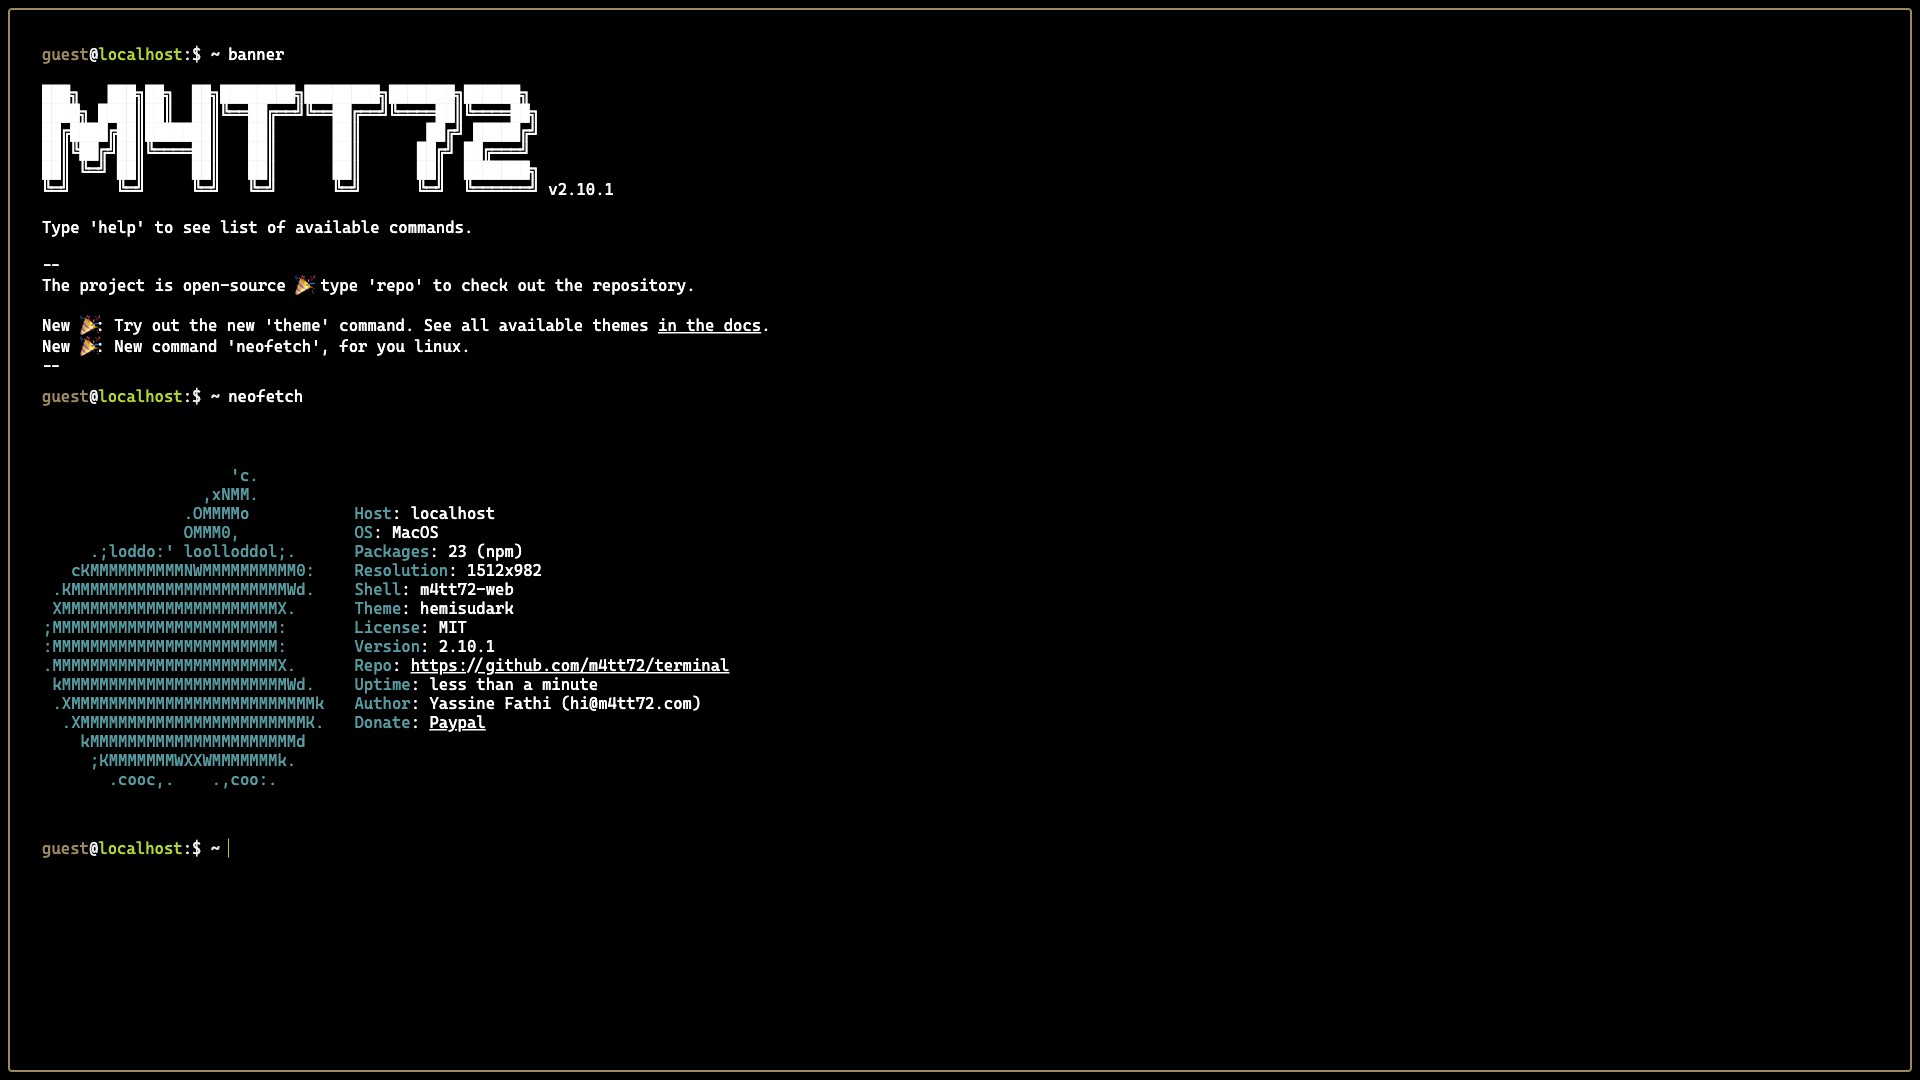 guest@localhost:$ ~ banner
M4TT72 v2.10.1
Type 'help' to see list of available commands.
--
The project is open-source 🎉 type 'repo' to check out the repository.
New 🎉: Try out the new 'theme' command. See all available themes in the docs.
New 🎉: New command 'neofetch', for you linux.
--
guest@localhost:$ ~ neofetch
'c.
,xNMM.
.OMMMMo Host: localhost
OMMM0, OS: MacOS
.;loddo:' loolloddol;. Packages: 23 (npm)
cKMMMMMMMMMMNWMMMMMMMMMM0: Resolution: 1512x982
.KMMMMMMMMMMMMMMMMMMMMMMMWd. Shell: m4tt72-web
XMMMMMMMMMMMMMMMMMMMMMMMX. Theme: hemisudark
;MMMMMMMMMMMMMMMMMMMMMMMM: License: MIT
:MMMMMMMMMMMMMMMMMMMMMMMM: Version: 2.10.1
.MMMMMMMMMMMMMMMMMMMMMMMMX. Repo: https://github.com/m4tt72/terminal
kMMMMMMMMMMMMMMMMMMMMMMMMWd. Uptime: less than a minute
.XMMMMMMMMMMMMMMMMMMMMMMMMMMk Author: Yassine Fathi (hi@m4tt72.com)
.XMMMMMMMMMMMMMMMMMMMMMMMMK. Donate: Paypal
kMMMMMMMMMMMMMMMMMMMMMMd
;KMMMMMMMWXXWMMMMMMMk.
.cooc,. .,coo:.
guest@localhost:$ ~